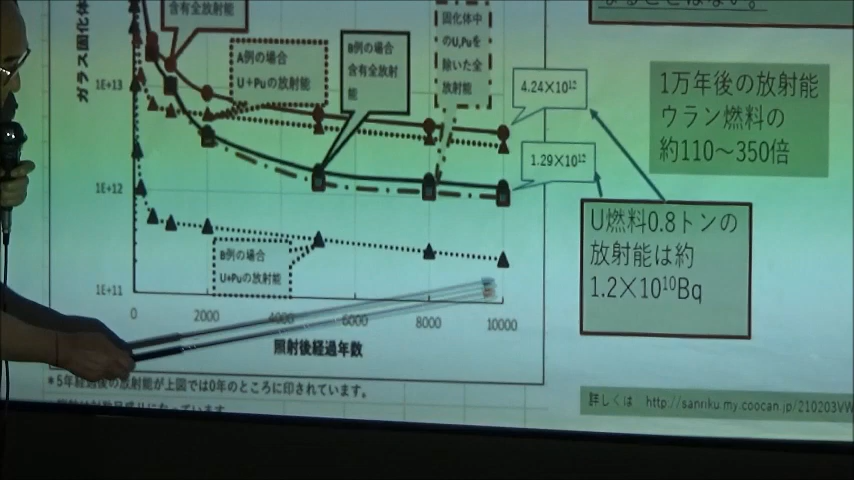 含有全放射能
ガラス固化体
A例の場合
U+Puの放射能
B例の場合
含有全放射
能
固化体中
のU,Puを
除いた全
放射能
4.24×10¹²
1.29×10¹²
1万年後の放射能
ウラン燃料の
約110～350倍
U燃料0.8トンの
放射能は約
1.2×10¹⁰Bq
B例の場合
U+Puの放射能
1E+13
1E+12
1E+11
0
2000
4000
6000
8000
10000
照射後経過年数
*5年経過後の放射能が上図では0年のところに印されています。
詳しくは http://sanriku.my.coocan.jp/210203VW